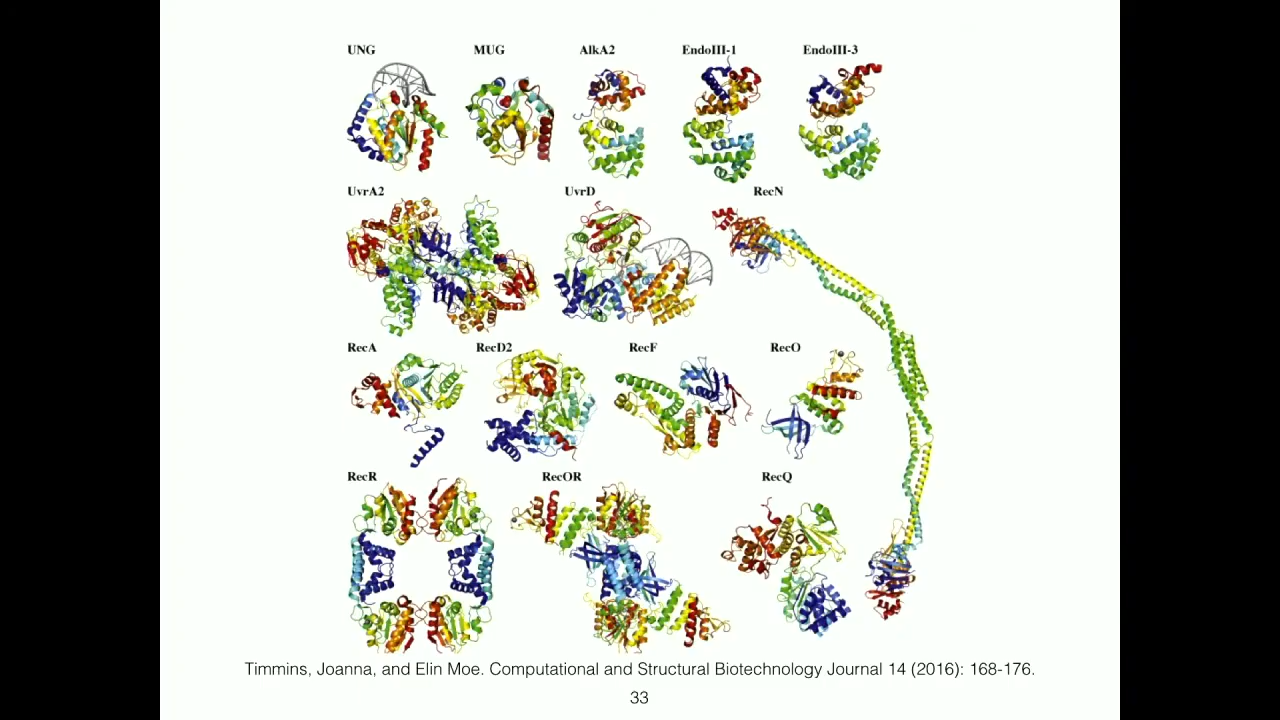 UNG MUG AlkA2 EndoIII-1 EndoIII-3
UvrA2 UvrD RecN
RecA RecD2 RecF RecO
RecR RecOR RecQ
Timmins, Joanna, and Elin Moe. Computational and Structural Biotechnology Journal 14 (2016): 168-176.
33